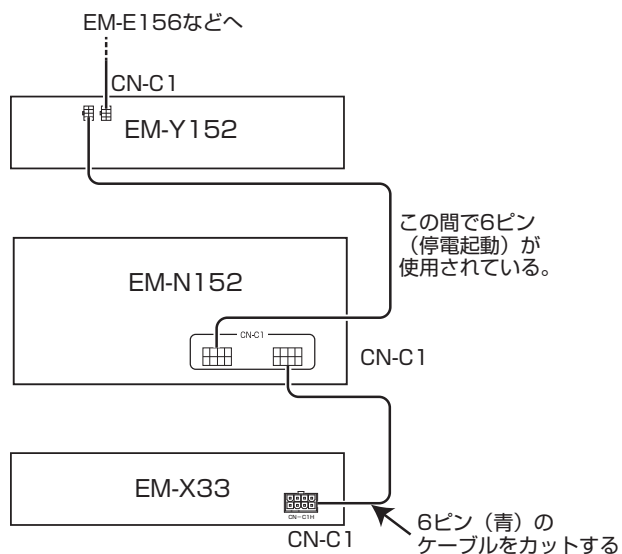 EM-E156などへ
CN-C1
EM-Y152
この間で6ピン
（停電起動）が
使用されている。
EM-N152
CN-C1
CN-C1
EM-X33
CN-C1H
CN-C1
6ピン（青）の
ケーブルをカットする